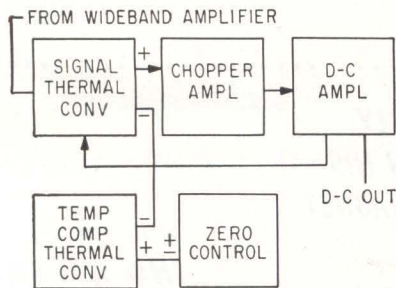 FROM WIDEBAND AMPLIFIER
SIGNAL
THERMAL
CONV
+
−
CHOPPER
AMPL
D-C
AMPL
D-C OUT
TEMP
COMP
THERMAL
CONV
−
+
±
ZERO
CONTROL